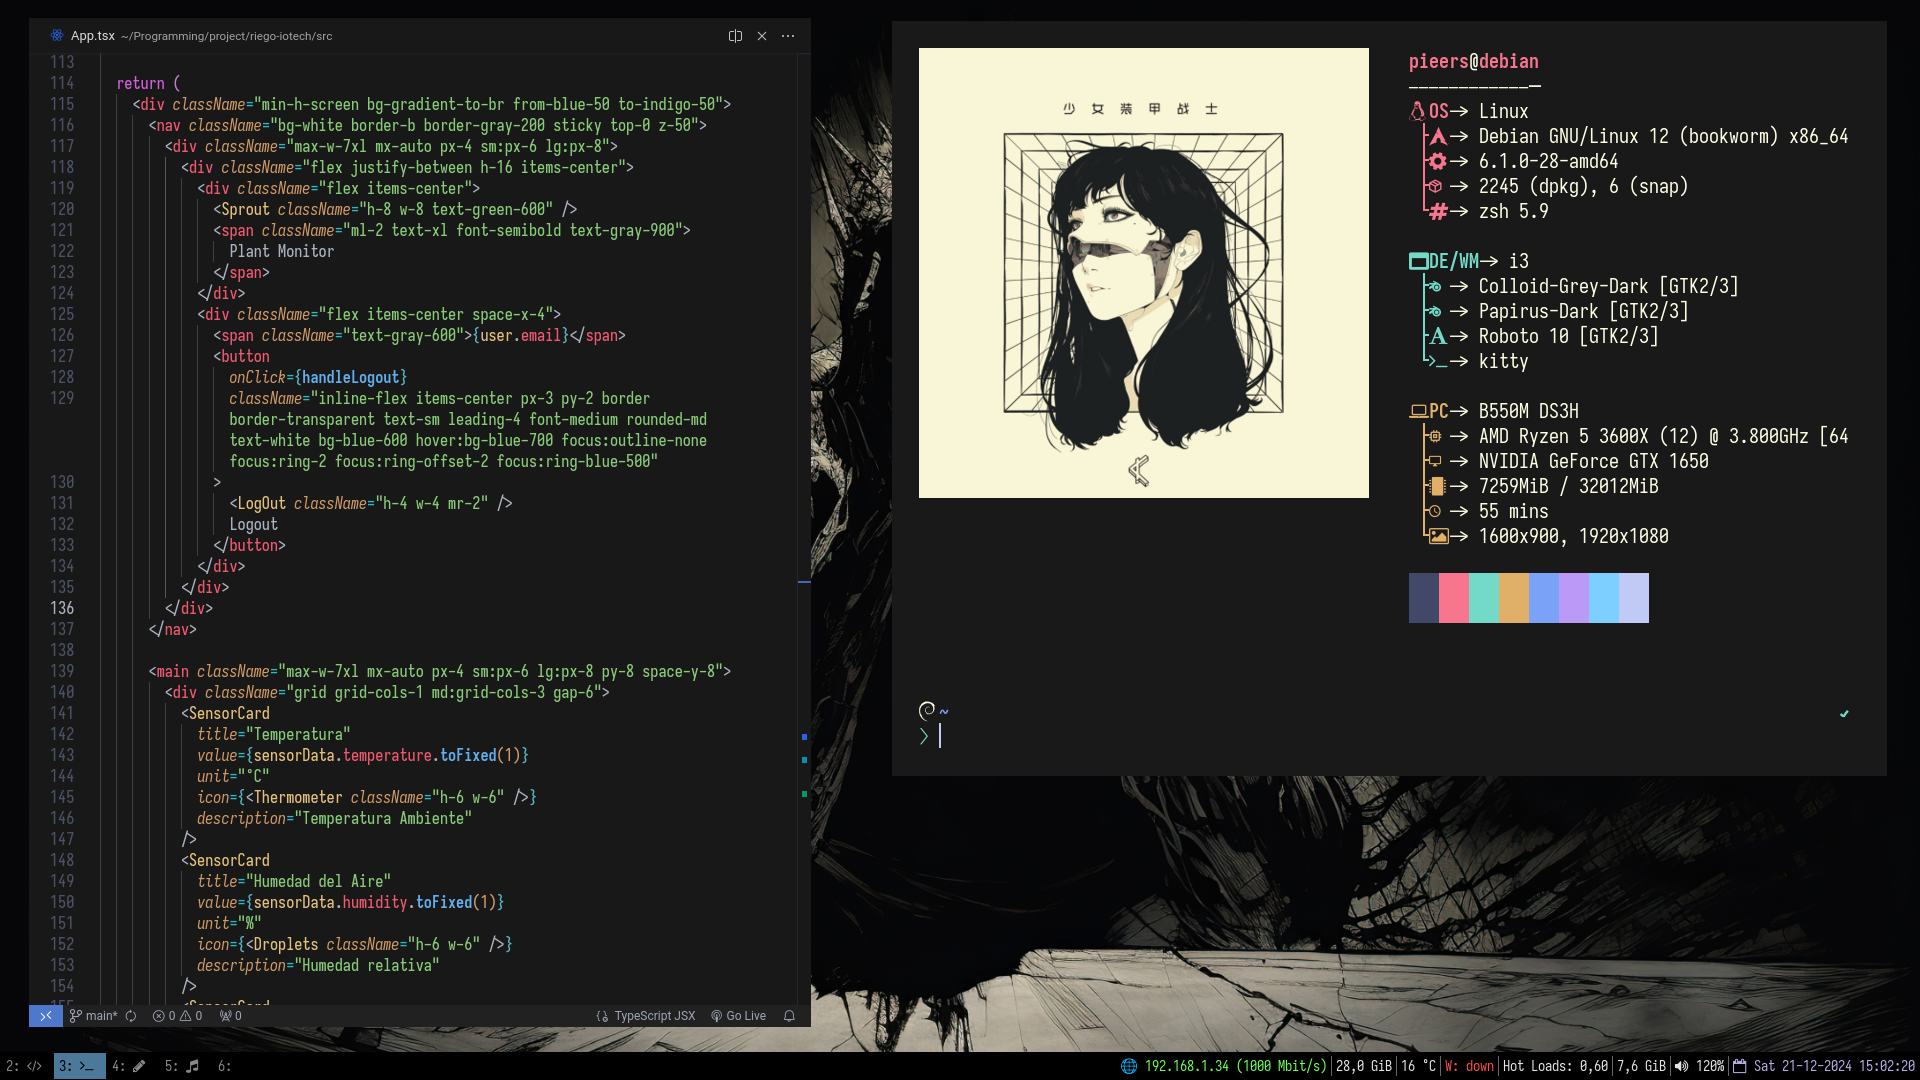 App.tsx ~/Programming/project/riego-iotech/src
113
114 return (
115 <div className="min-h-screen bg-gradient-to-br from-blue-50 to-indigo-50">
116 <nav className="bg-white border-b border-gray-200 sticky top-0 z-50">
117 <div className="max-w-7xl mx-auto px-4 sm:px-6 lg:px-8">
118 <div className="flex justify-between h-16 items-center">
119 <div className="flex items-center">
120 <Sprout className="h-8 w-8 text-green-600" />
121 <span className="ml-2 text-xl font-semibold text-gray-900">
122 Plant Monitor
123 </span>
124 </div>
125 <div className="flex items-center space-x-4">
126 <span className="text-gray-600">{user.email}</span>
127 <button
128 onClick={handleLogout}
129 className="inline-flex items-center px-3 py-2 border
border-transparent text-sm leading-4 font-medium rounded-md
text-white bg-blue-600 hover:bg-blue-700 focus:outline-none
focus:ring-2 focus:ring-offset-2 focus:ring-blue-500"
130 >
131 <LogOut className="h-4 w-4 mr-2" />
132 Logout
133 </button>
134 </div>
135 </div>
136 </div>
137 </nav>
138
139 <main className="max-w-7xl mx-auto px-4 sm:px-6 lg:px-8 py-8 space-y-8">
140 <div className="grid grid-cols-1 md:grid-cols-3 gap-6">
141 <SensorCard
142 title="Temperatura"
143 value={sensorData.temperature.toFixed(1)}
144 unit="°C"
145 icon={<Thermometer className="h-6 w-6" />}
146 description="Temperatura Ambiente"
147 />
148 <SensorCard
149 title="Humedad del Aire"
150 value={sensorData.humidity.toFixed(1)}
151 unit="%"
152 icon={<Droplets className="h-6 w-6" />}
153 description="Humedad relativa"
154 />
155 <SensorCard
main* 0 0 0 TypeScript JSX Go Live
少女装甲战士
pieers@debian
OS→ Linux
→ Debian GNU/Linux 12 (bookworm) x86_64
→ 6.1.0-28-amd64
→ 2245 (dpkg), 6 (snap)
→ zsh 5.9
DE/WM→ i3
→ Colloid-Grey-Dark [GTK2/3]
→ Papirus-Dark [GTK2/3]
→ Roboto 10 [GTK2/3]
→ kitty
PC→ B550M DS3H
→ AMD Ryzen 5 3600X (12) @ 3.800GHz [64
→ NVIDIA GeForce GTX 1650
→ 7259MiB / 32012MiB
→ 55 mins
→ 1600x900, 1920x1080
~
❯
2: </> 3: >_ 4: 5: 6:
192.168.1.34 (1000 Mbit/s)|28,0 GiB|16 °C|W: down|Hot Loads: 0,60|7,6 GiB| 120%| Sat 21-12-2024 15:02:20